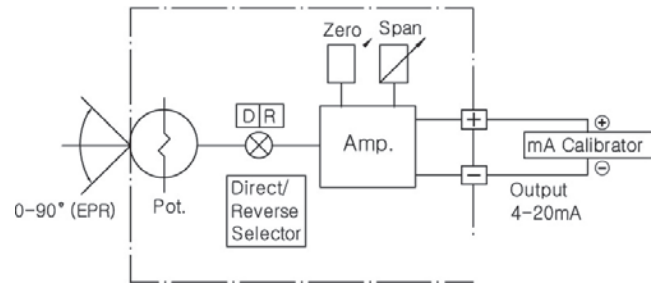 Zero Span
D R
Amp.
+
−
⊕
mA Calibrator
⊖
0-90° (EPR)
Pot.
Direct/
Reverse
Selector
Output
4-20mA